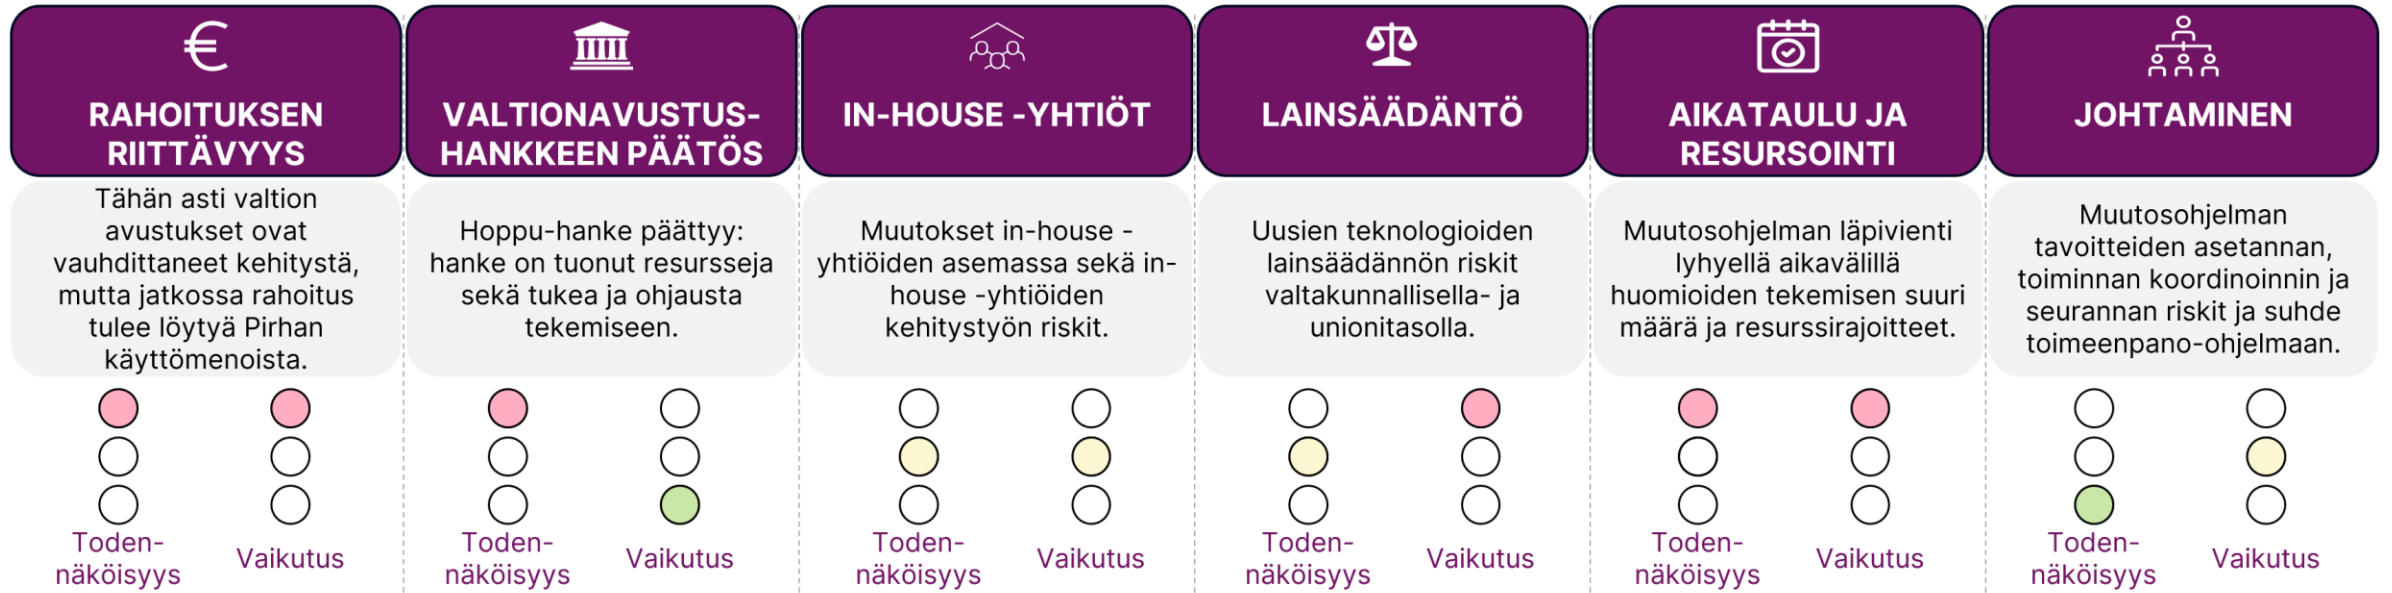 RAHOITUKSEN
RIITTÄVYYS
Tähän asti valtion
avustukset ovat
vauhdittaneet kehitystä,
mutta jatkossa rahoitus
tulee löytyä Pirhan
käyttömenoista.
Toden-
näköisyys
Vaikutus
VALTIONAVUSTUS-
HANKKEEN PÄÄTÖS
Hoppu-hanke päättyy:
hanke on tuonut resursseja
sekä tukea ja ohjausta
tekemiseen.
Toden-
näköisyys
Vaikutus
IN-HOUSE -YHTIÖT
Muutokset in-house -
yhtiöiden asemassa sekä in-
house -yhtiöiden
kehitystyön riskit.
Toden-
näköisyys
Vaikutus
LAINSÄÄDÄNTÖ
Uusien teknologioiden
lainsäädännön riskit
valtakunnallisella- ja
unionitasolla.
Toden-
näköisyys
Vaikutus
AIKATAULU JA
RESURSOINTI
Muutosohjelman läpivienti
lyhyellä aikavälillä
huomioiden tekemisen suuri
määrä ja resurssirajoitteet.
Toden-
näköisyys
Vaikutus
JOHTAMINEN
Muutosohjelman
tavoitteiden asetannan,
toiminnan koordinoinnin ja
seurannan riskit ja suhde
toimeenpano-ohjelmaan.
Toden-
näköisyys
Vaikutus